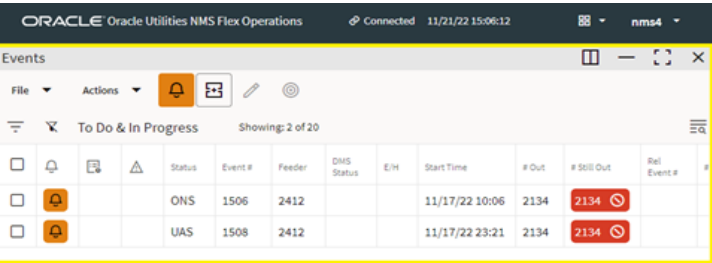 ORACLE Oracle Utilities NMS Flex Operations Connected 11/21/22 15:06:12 nms4
Events
File Actions
To Do & In Progress Showing: 2 of 20
Status Event # Feeder DMS Status E/H Start Time # Out # Still Out Rel Event # #
ONS 1506 2412 11/17/22 10:06 2134 2134
UAS 1508 2412 11/17/22 23:21 2134 2134